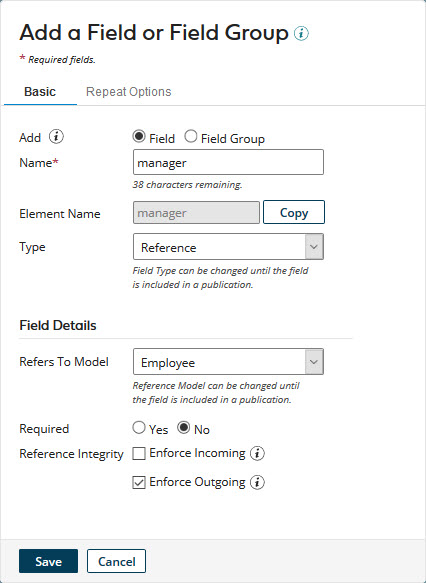 Add a Field or Field Group
* Required fields.
Basic Repeat Options
Add Field Field Group
Name* manager
38 characters remaining.
Element Name manager Copy
Type Reference
Field Type can be changed until the field
is included in a publication.
Field Details
Refers To Model Employee
Reference Model can be changed until
the field is included in a publication.
Required Yes No
Reference Integrity Enforce Incoming
Enforce Outgoing
Save Cancel